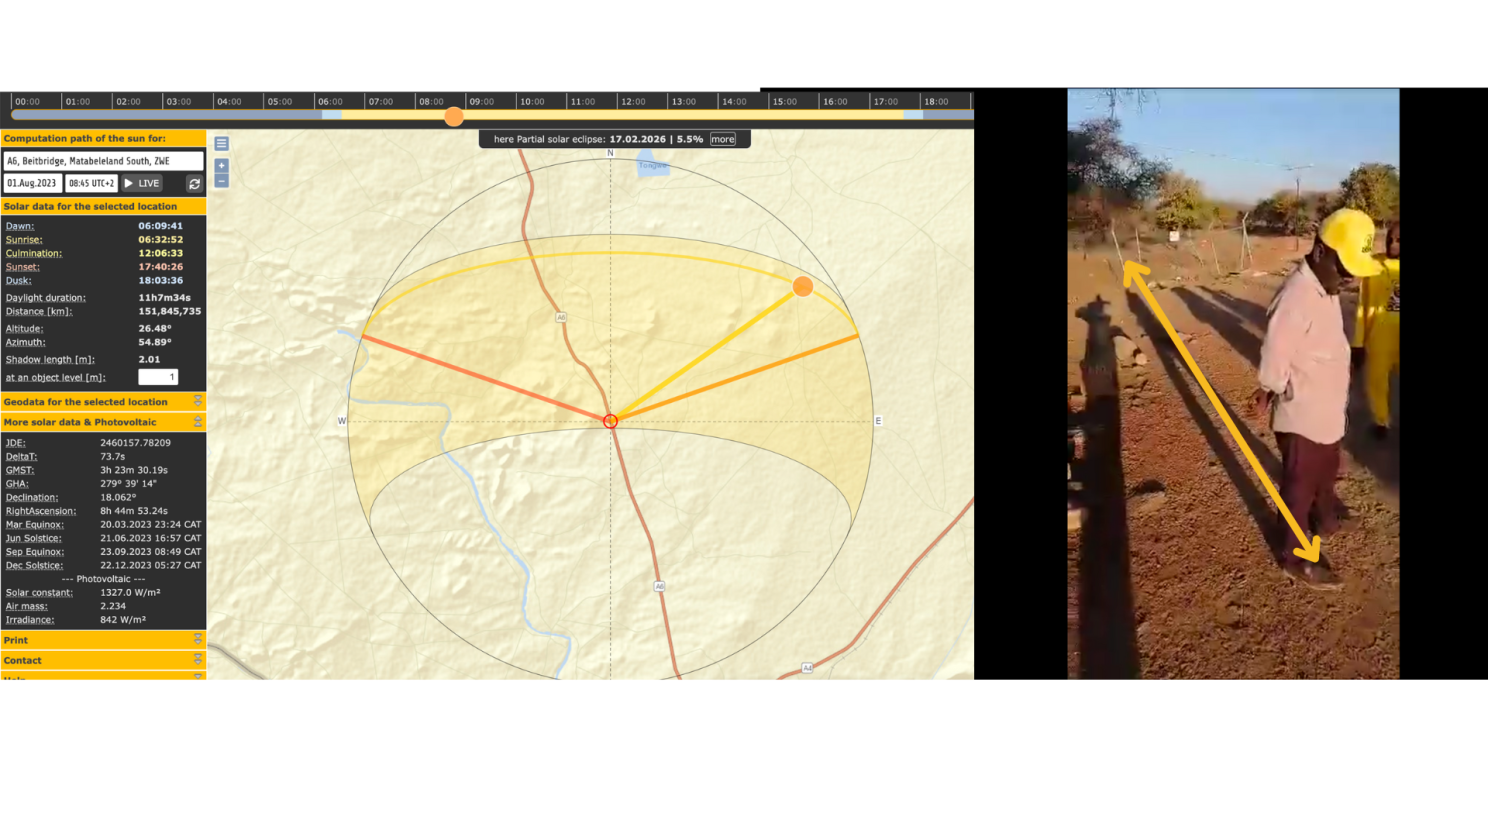 00:00 01:00 02:00 03:00 04:00 05:00 06:00 07:00 08:00 09:00 10:00 11:00 12:00 13:00 14:00 15:00 16:00 17:00 18:00
Computation path of the sun for:
A6, Beitbridge, Matabeleland South, ZWE
01.Aug.2023 08:45 UTC+2 LIVE
Solar data for the selected location
Dawn: 06:09:41
Sunrise: 06:32:52
Culmination: 12:06:33
Sunset: 17:40:26
Dusk: 18:03:36
Daylight duration: 11h7m34s
Distance [km]: 151,845,735
Altitude: 26.48°
Azimuth: 54.89°
Shadow length [m]: 2.01
at an object level [m]: 1
Geodata for the selected location
More solar data & Photovoltaic
JDE: 2460157.78209
DeltaT: 73.7s
GMST: 3h 23m 30.19s
GHA: 279° 39' 14"
Declination: 18.062°
RightAscension: 8h 44m 53.24s
Mar Equinox: 20.03.2023 23:24 CAT
Jun Solstice: 21.06.2023 16:57 CAT
Sep Equinox: 23.09.2023 08:49 CAT
Dec Solstice: 22.12.2023 05:27 CAT
--- Photovoltaic ---
Solar constant: 1327.0 W/m²
Air mass: 2.234
Irradiance: 842 W/m²
Print
Contact
+
−
here Partial solar eclipse: 17.02.2026 | 5.5% more
N
A6
W
E
A6
A4